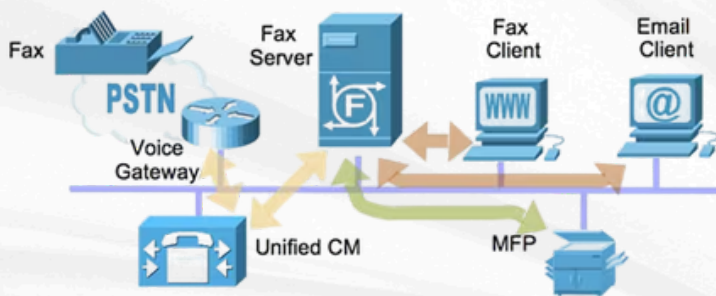 Fax
PSTN
Voice
Gateway
Fax
Server
F
Fax
Client
WWW
Email
Client
@
Unified CM
MFP